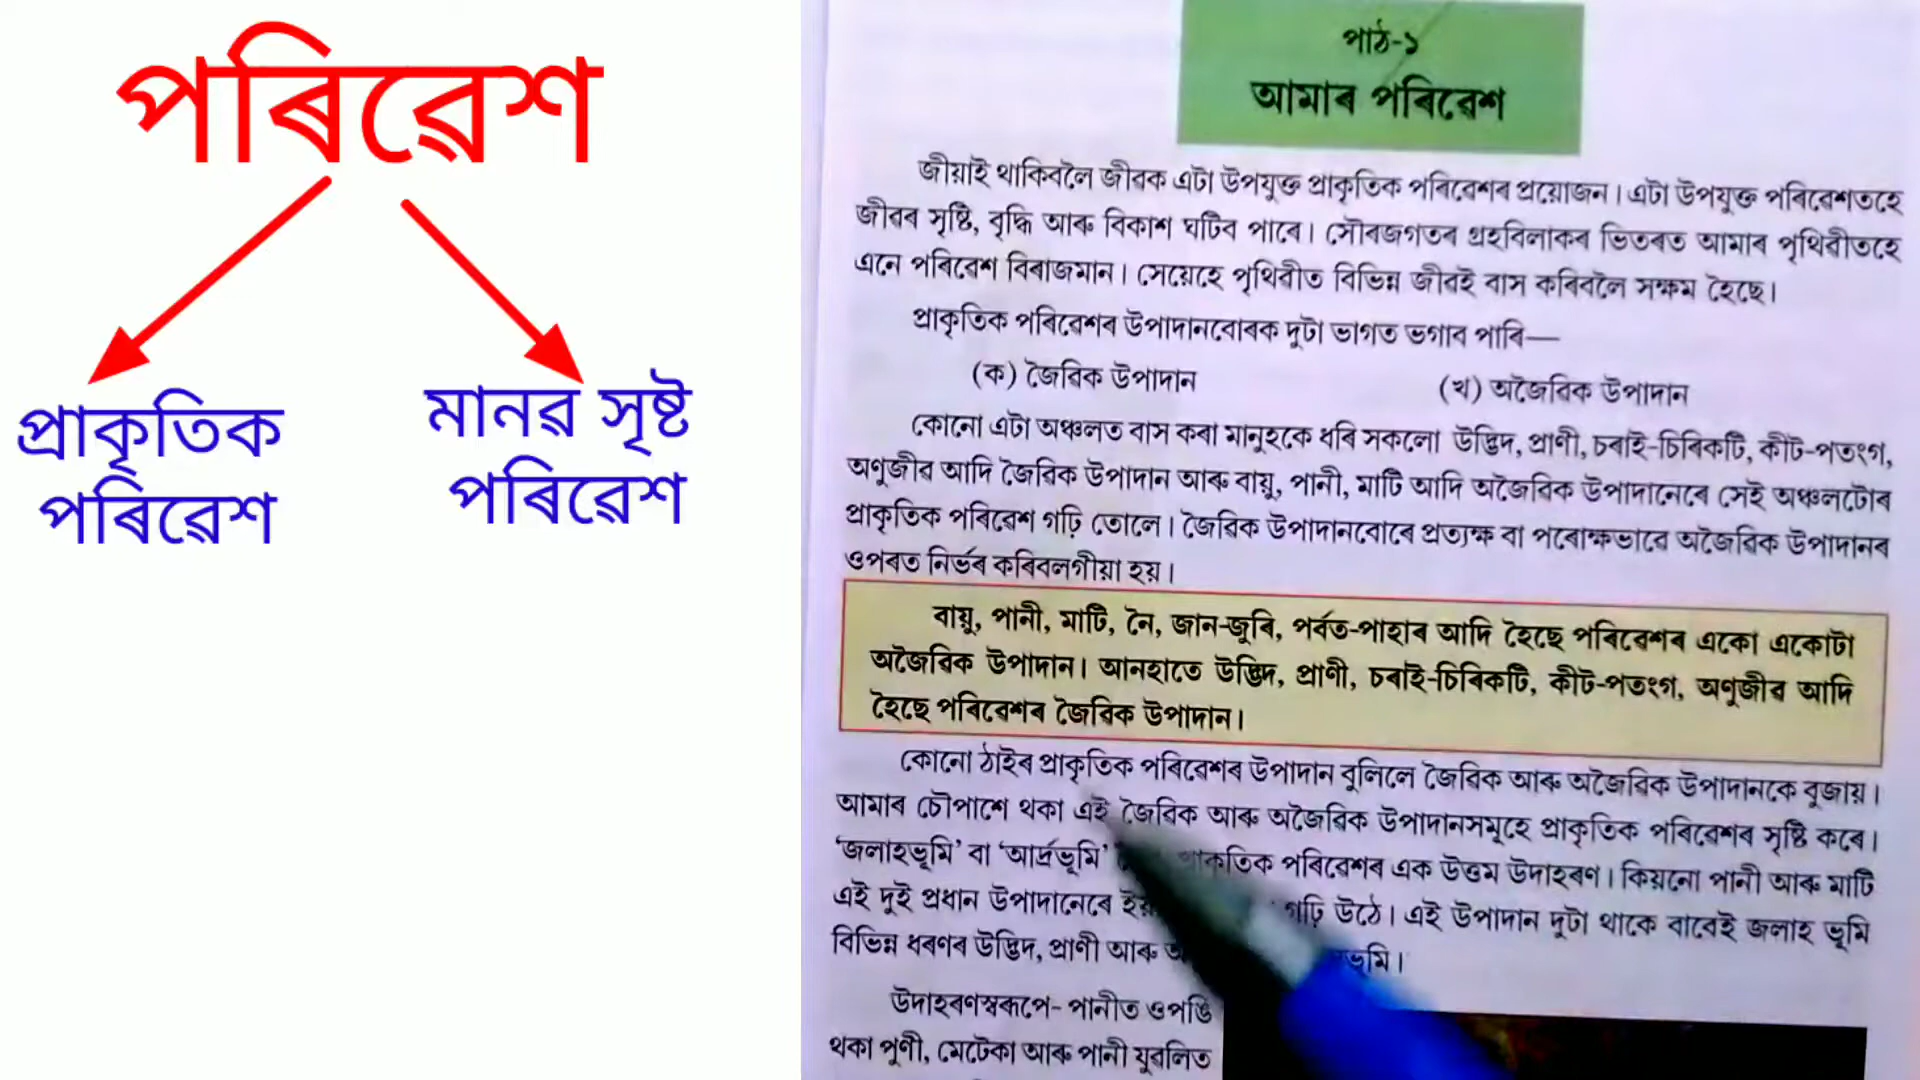 পৰিৱেশ
প্ৰাকৃতিক
পৰিৱেশ
মানৱ সৃষ্ট
পৰিৱেশ
পাঠ-১
আমাৰ পৰিৱেশ
জীয়াই থাকিবলৈ জীৱক এটা উপযুক্ত প্ৰাকৃতিক পৰিৱেশৰ প্ৰয়োজন। এটা উপযুক্ত পৰিৱেশতহে
জীৱৰ সৃষ্টি, বৃদ্ধি আৰু বিকাশ ঘটিব পাৰে। সৌৰজগতৰ গ্ৰহবিলাকৰ ভিতৰত আমাৰ পৃথিৱীতহে
এনে পৰিৱেশ বিৰাজমান। সেয়েহে পৃথিৱীত বিভিন্ন জীৱই বাস কৰিবলৈ সক্ষম হৈছে।
প্ৰাকৃতিক পৰিৱেশৰ উপাদানবোৰক দুটা ভাগত ভগাব পাৰি—
(ক) জৈৱিক উপাদান (খ) অজৈৱিক উপাদান
কোনো এটা অঞ্চলত বাস কৰা মানুহকে ধৰি সকলো উদ্ভিদ, প্ৰাণী, চৰাই-চিৰিকটি, কীট-পতংগ,
অণুজীৱ আদি জৈৱিক উপাদান আৰু বায়ু, পানী, মাটি আদি অজৈৱিক উপাদানেৰে সেই অঞ্চলটোৰ
প্ৰাকৃতিক পৰিৱেশ গঢ়ি তোলে। জৈৱিক উপাদানবোৰে প্ৰত্যক্ষ বা পৰোক্ষভাৱে অজৈৱিক উপাদানৰ
ওপৰত নিৰ্ভৰ কৰিবলগীয়া হয়।
বায়ু, পানী, মাটি, নৈ, জান-জুৰি, পৰ্বত-পাহাৰ আদি হৈছে পৰিৱেশৰ একো একোটা
অজৈৱিক উপাদান। আনহাতে উদ্ভিদ, প্ৰাণী, চৰাই-চিৰিকটি, কীট-পতংগ, অণুজীৱ আদি
হৈছে পৰিৱেশৰ জৈৱিক উপাদান।
কোনো ঠাইৰ প্ৰাকৃতিক পৰিৱেশৰ উপাদান বুলিলে জৈৱিক আৰু অজৈৱিক উপাদানকে বুজায়।
আমাৰ চৌপাশে থকা এই জৈৱিক আৰু অজৈৱিক উপাদানসমূহে প্ৰাকৃতিক পৰিৱেশৰ সৃষ্টি কৰে।
‘জলাহভূমি’ বা ‘আৰ্দ্ৰভূমি’ প্ৰাকৃতিক পৰিৱেশৰ এক উত্তম উদাহৰণ। কিয়নো পানী আৰু মাটি
এই দুই প্ৰধান উপাদানেৰে গঢ়ি উঠে। এই উপাদান দুটা থাকে বাবেই জলাহ ভূমি
বিভিন্ন ধৰণৰ উদ্ভিদ, প্ৰাণী আৰু
উদাহৰণস্বৰূপে- পানীত ওপঙি
থকা পুণী, মেটেকা আৰু পানী যুৱলিত